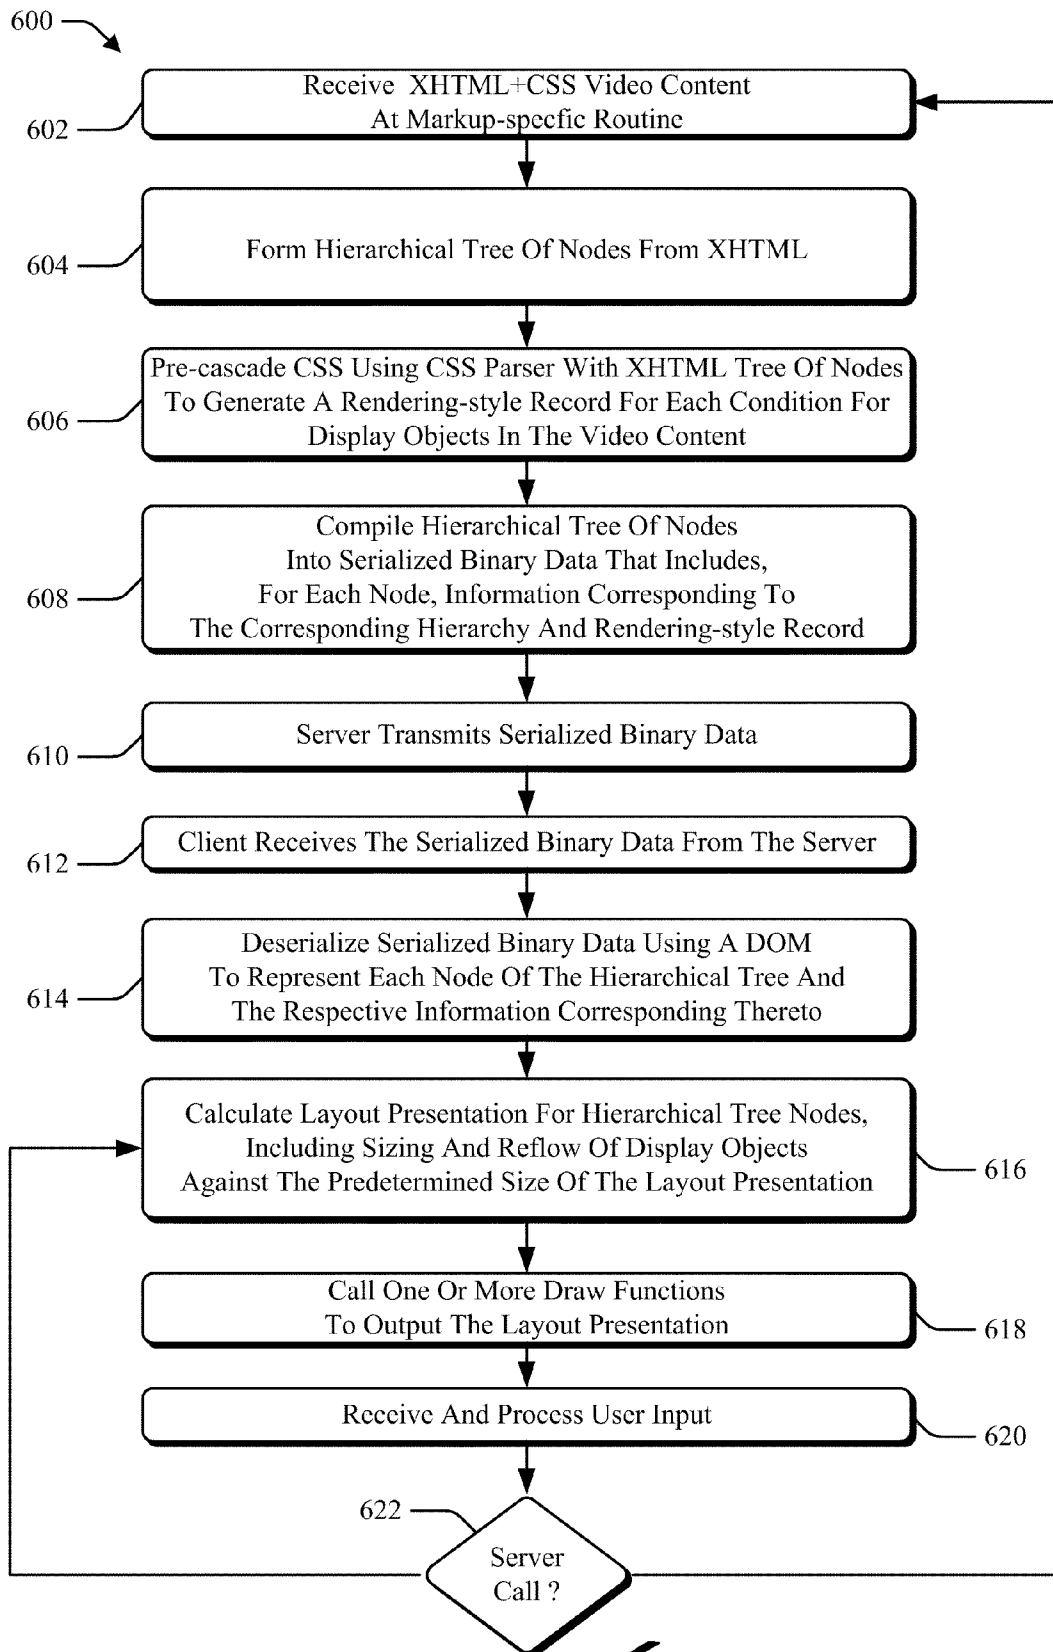 600
Receive XHTML+CSS Video Content
At Markup-specfic Routine
602
Form Hierarchical Tree Of Nodes From XHTML
604
Pre-cascade CSS Using CSS Parser With XHTML Tree Of Nodes
To Generate A Rendering-style Record For Each Condition For
Display Objects In The Video Content
606
Compile Hierarchical Tree Of Nodes
Into Serialized Binary Data That Includes,
For Each Node, Information Corresponding To
The Corresponding Hierarchy And Rendering-style Record
608
Server Transmits Serialized Binary Data
610
Client Receives The Serialized Binary Data From The Server
612
Deserialize Serialized Binary Data Using A DOM
To Represent Each Node Of The Hierarchical Tree And
The Respective Information Corresponding Thereto
614
Calculate Layout Presentation For Hierarchical Tree Nodes,
Including Sizing And Reflow Of Display Objects
Against The Predetermined Size Of The Layout Presentation
616
Call One Or More Draw Functions
To Output The Layout Presentation
618
Receive And Process User Input
620
622
Server
Call ?